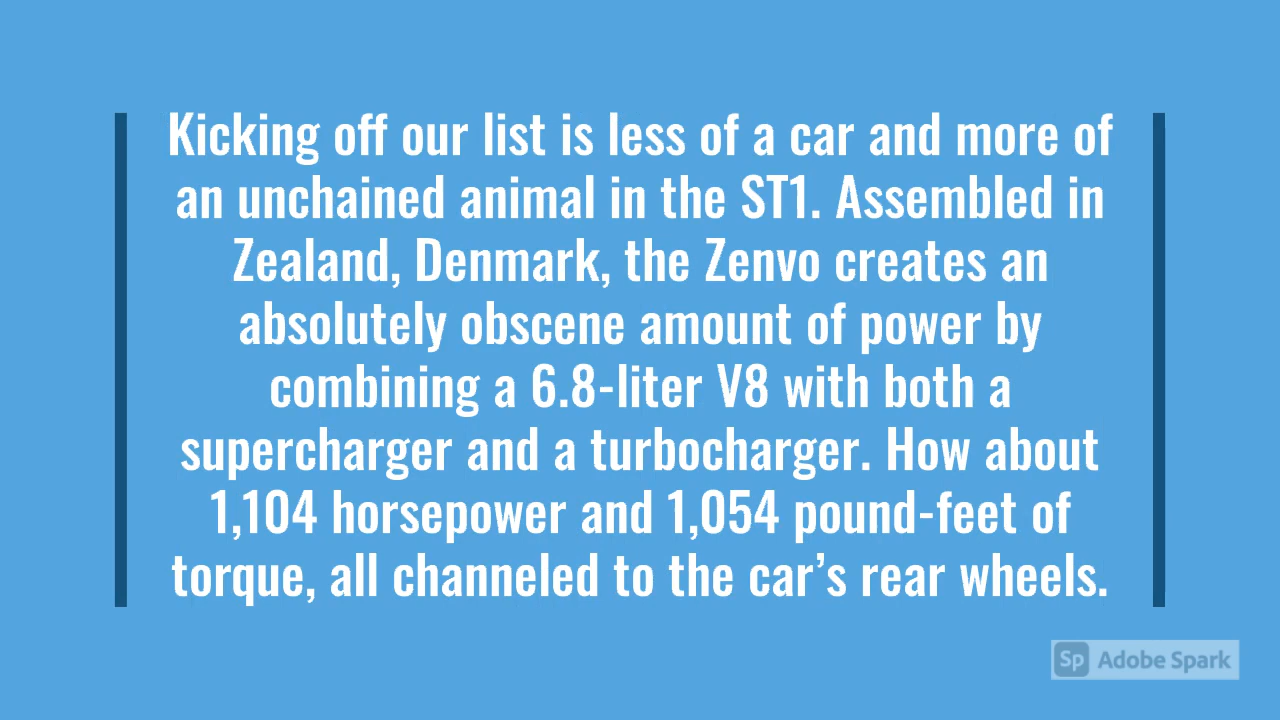 Kicking off our list is less of a car and more of
an unchained animal in the ST1. Assembled in
Zealand, Denmark, the Zenvo creates an
absolutely obscene amount of power by
combining a 6.8-liter V8 with both a
supercharger and a turbocharger. How about
1,104 horsepower and 1,054 pound-feet of
torque, all channeled to the car’s rear wheels.
Sp Adobe Spark